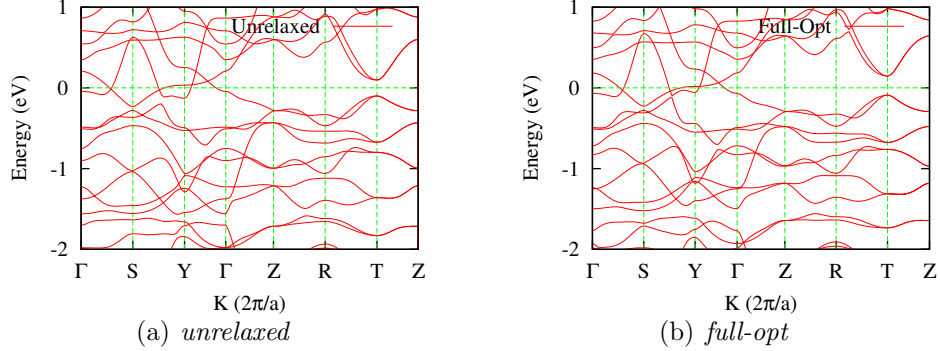 Unrelaxed
Energy (eV)
1
0
-1
-2
Γ S Y Γ Z R T Z
K (2π/a)
(a) unrelaxed
Full-Opt
Energy (eV)
1
0
-1
-2
Γ S Y Γ Z R T Z
K (2π/a)
(b) full-opt